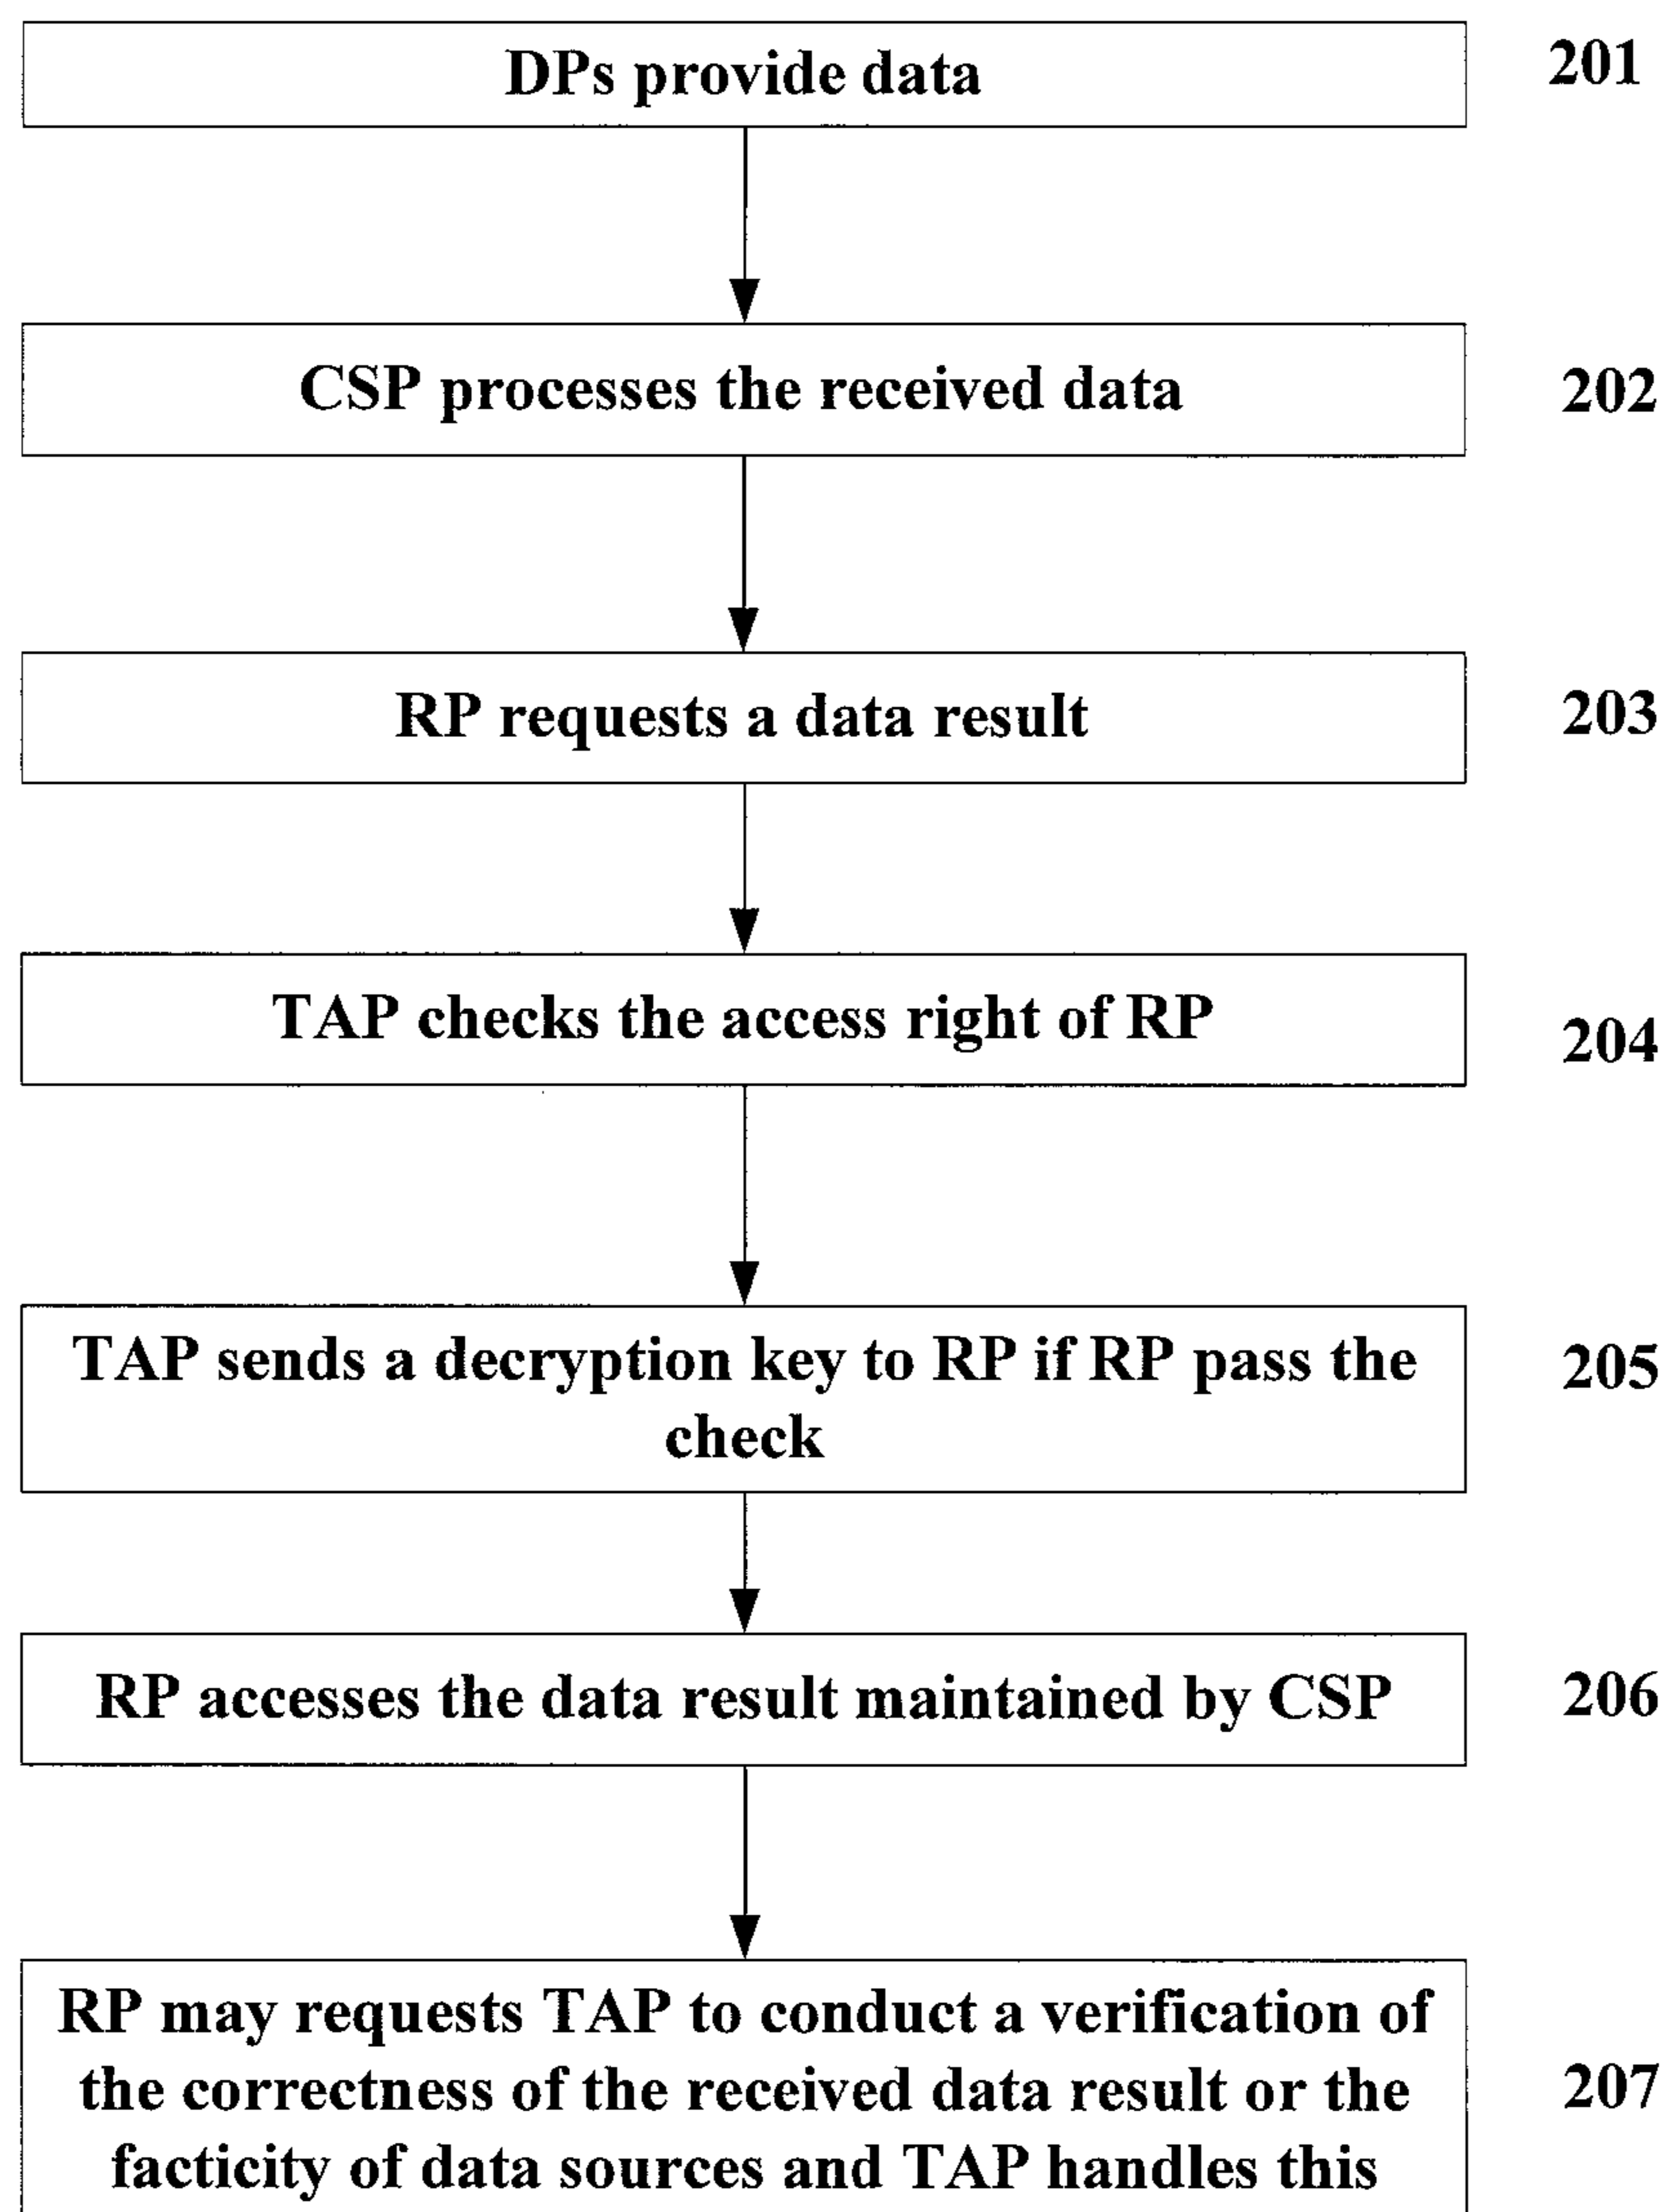 DPs provide data 201
CSP processes the received data 202
RP requests a data result 203
TAP checks the access right of RP 204
TAP sends a decryption key to RP if RP pass the 205
check
RP accesses the data result maintained by CSP 206
RP may requests TAP to conduct a verification of
the correctness of the received data result or the 207
facticity of data sources and TAP handles this